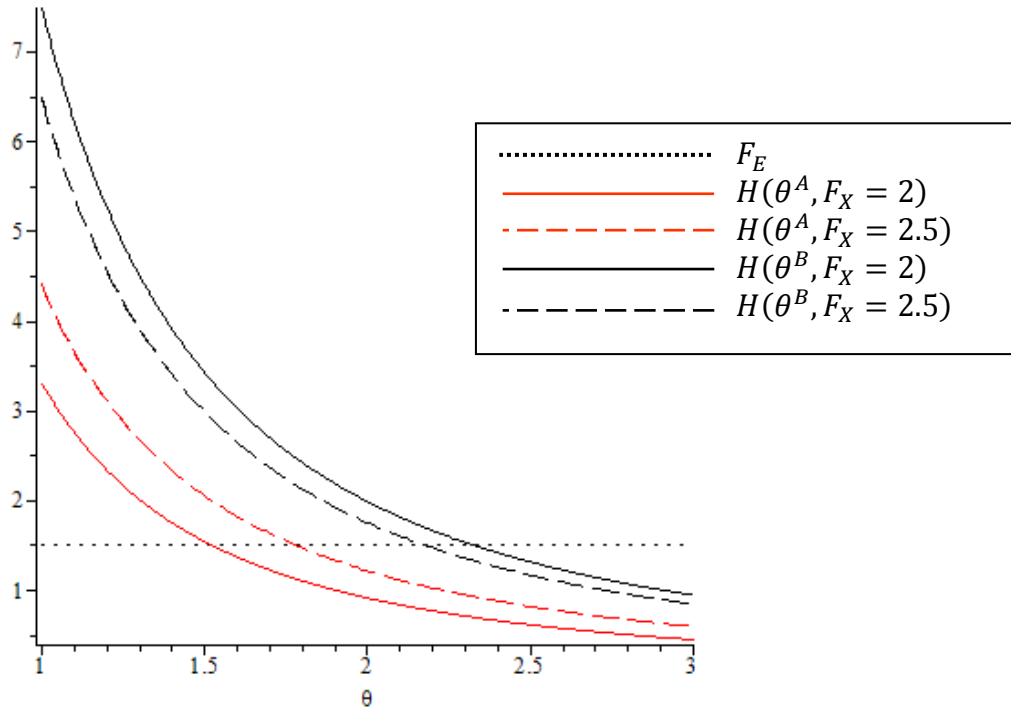 7
6
5
4
3
2
1
1
1.5
2
2.5
3
θ
F_E
H(θ^A, F_X = 2)
H(θ^A, F_X = 2.5)
H(θ^B, F_X = 2)
H(θ^B, F_X = 2.5)